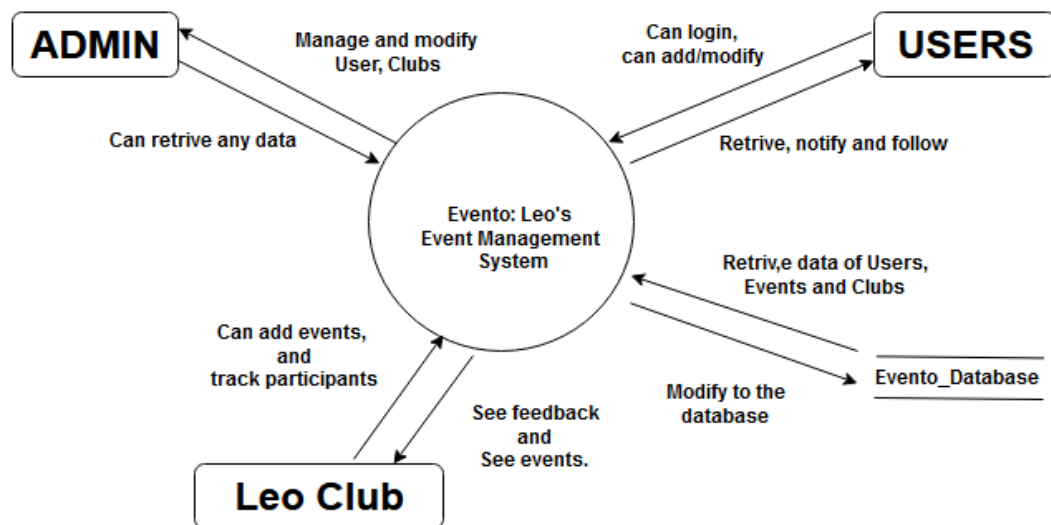 ADMIN
Manage and modify
User, Clubs
Can retrive any data
Can login,
can add/modify
USERS
Retrive, notify and follow
Evento: Leo's
Event Management
System
Retriv,e data of Users,
Events and Clubs
Evento_Database
Modify to the
database
Can add events,
and
track participants
See feedback
and
See events.
Leo Club